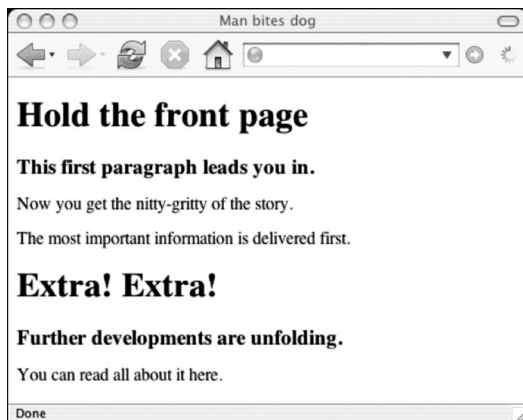 Man bites dog
Hold the front page
This first paragraph leads you in.
Now you get the nitty-gritty of the story.
The most important information is delivered first.
Extra! Extra!
Further developments are unfolding.
You can read all about it here.
Done